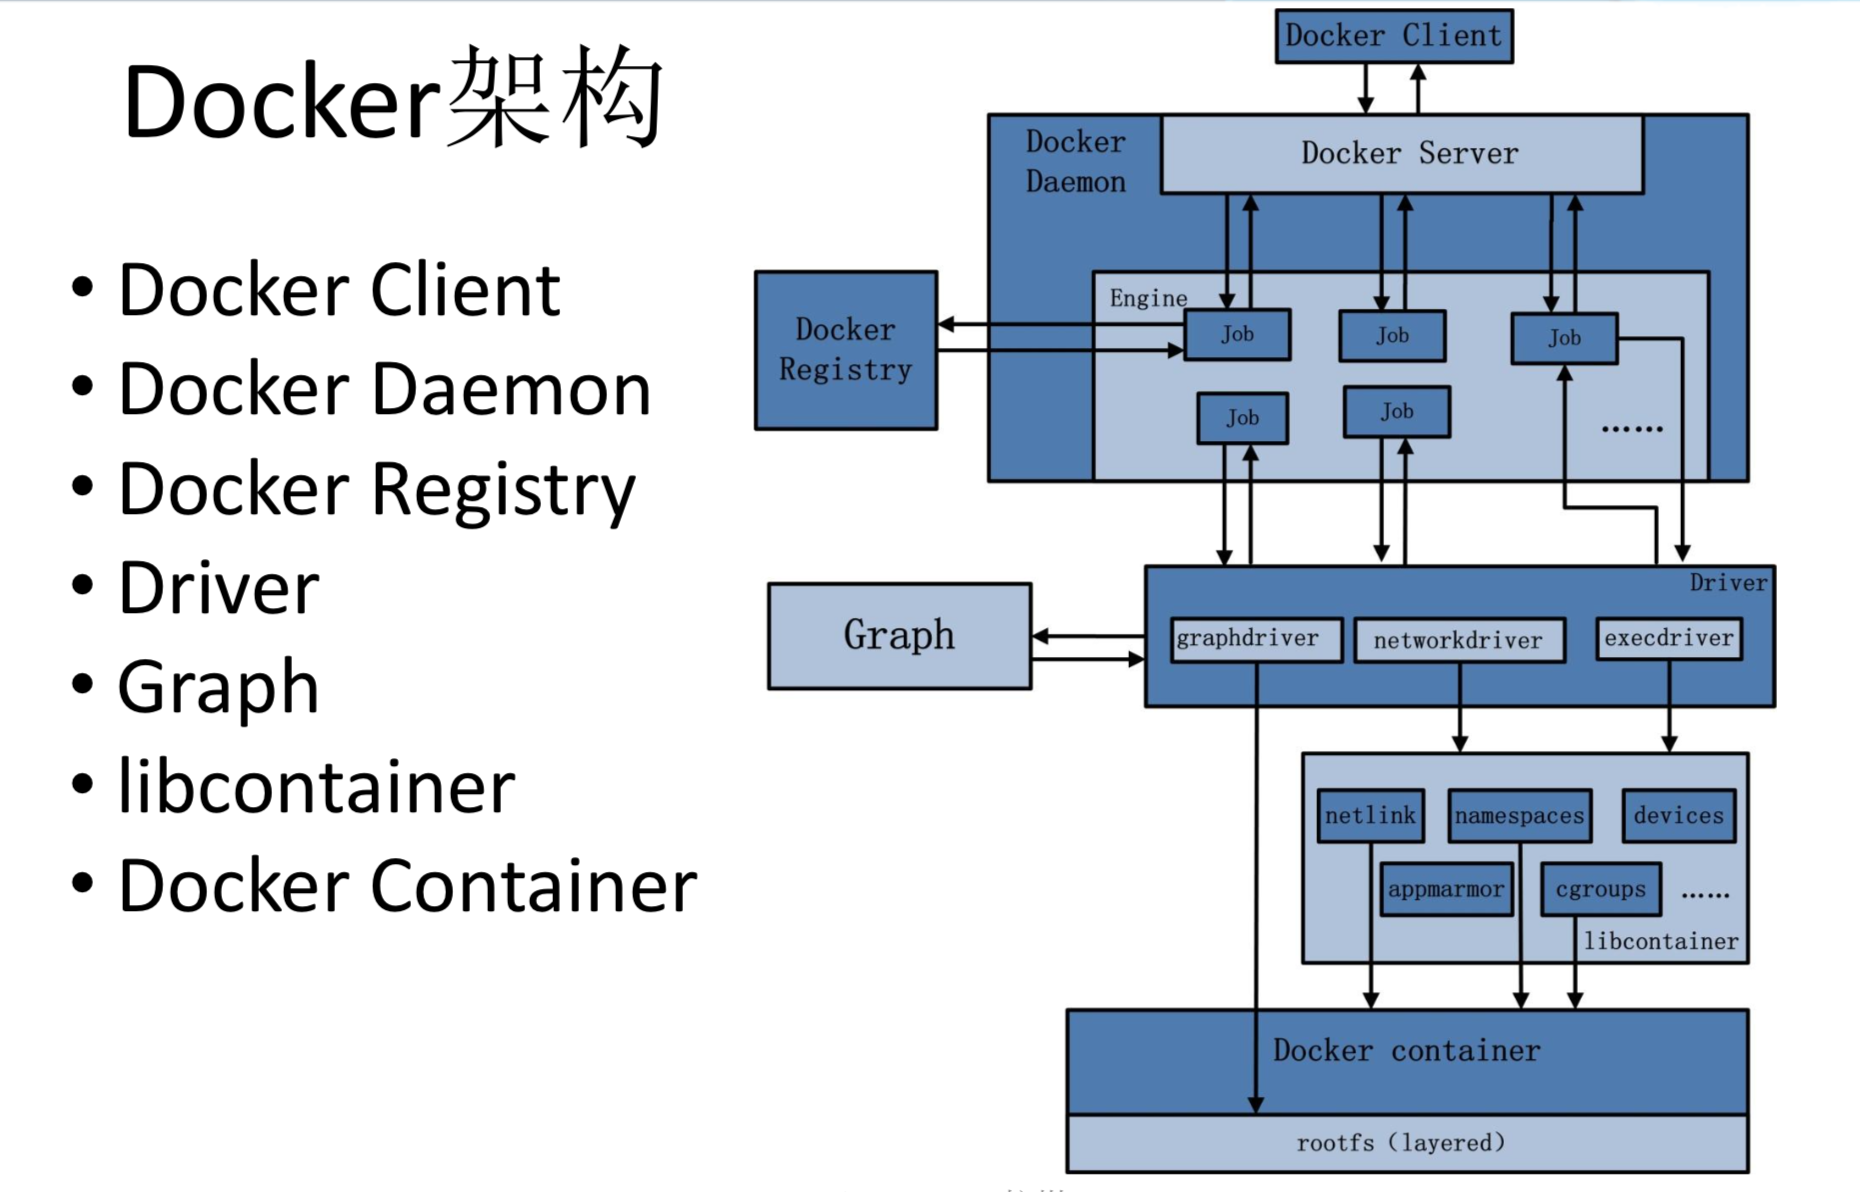 Docker架构
• Docker Client
• Docker Daemon
• Docker Registry
• Driver
• Graph
• libcontainer
• Docker Container
Docker Client
Docker
Daemon
Docker Server
Engine
Job
Job
Job
Docker
Registry
Job
Job
……
Driver
Graph
graphdriver
networkdriver
execdriver
netlink
namespaces
devices
appmarmor
cgroups
……
libcontainer
Docker container
rootfs（layered）